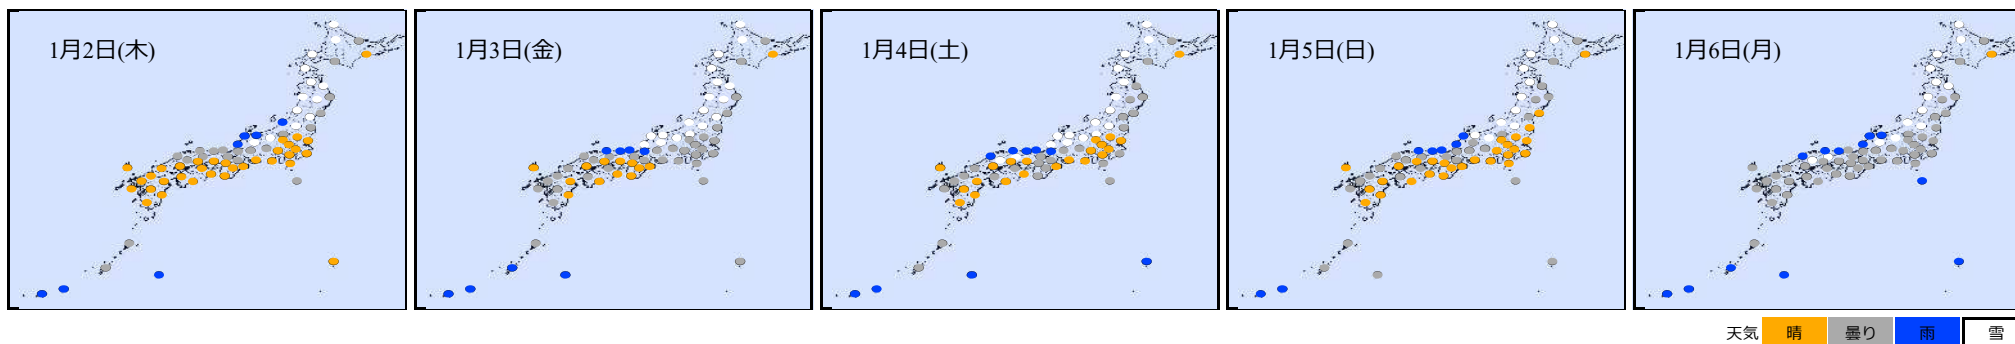 1月2日(木)
1月3日(金)
1月4日(土)
1月5日(日)
1月6日(月)
天気 晴 曇り 雨 雪